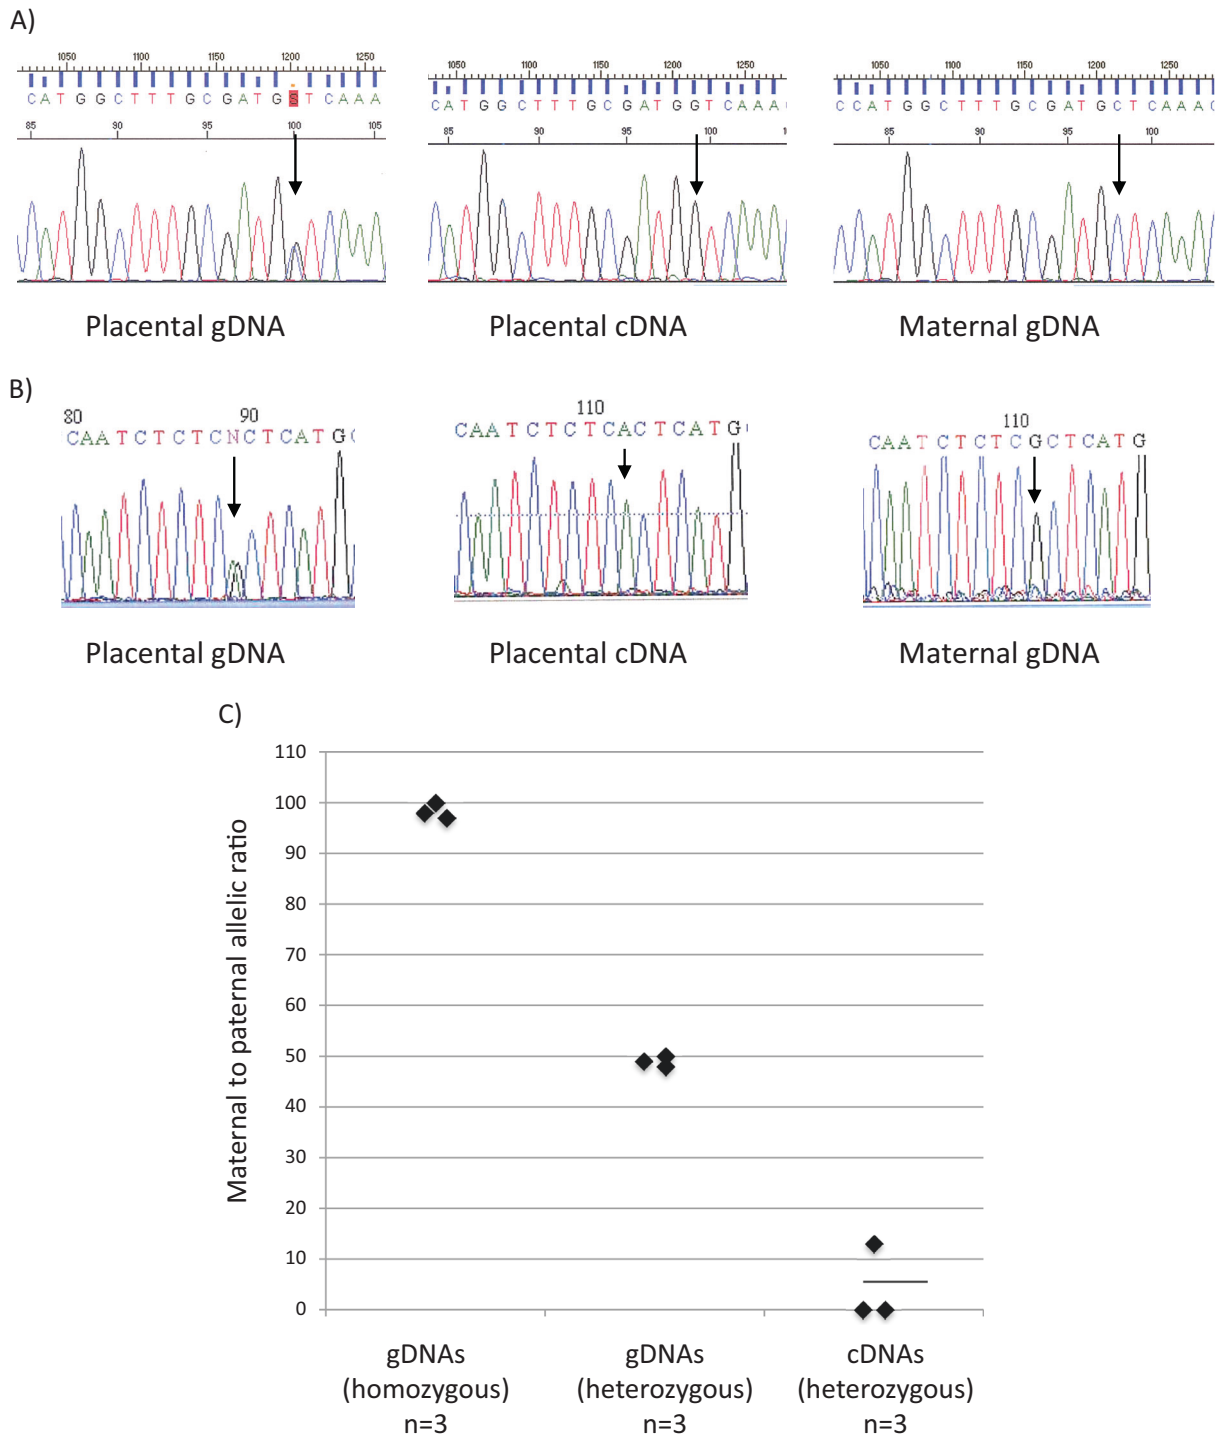 A)
1050 1100 1150 1200 1250
CATGGCTTTGCGATGSTCAAA
85 90 95 100 105
Placental gDNA
1050 1100 1150 1200 1250
CATGGCTTTGCGATGGTCAAA
85 90 95 100
Placental cDNA
1050 1100 1150 1200 1250
CCATGGCTTTGCGATGCTCAAAC
85 90 95 100
Maternal gDNA
B)
80 90
CAATCTCTCNCTCATG
Placental gDNA
110
CAATCTCTCACTCATG
Placental cDNA
110
CAATCTCTCGCTCATG
Maternal gDNA
C)
Maternal to paternal allelic ratio
110
100
90
80
70
60
50
40
30
20
10
0
gDNAs
(homozygous)
n=3
gDNAs
(heterozygous)
n=3
cDNAs
(heterozygous)
n=3